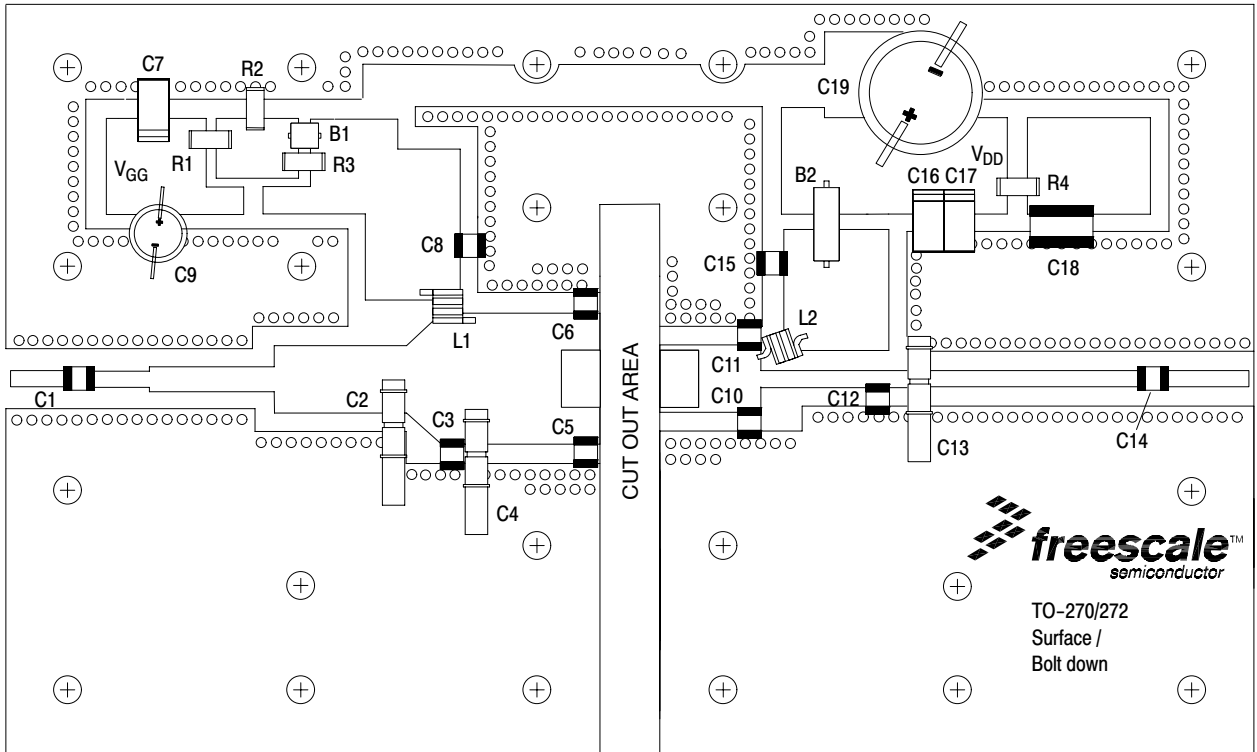 C7
R2
C19
R1
B1
R3
V_GG
V_DD
B2
C16 C17
R4
C8
C9
C15
C18
C6
L1
L2
C11
CUT OUT AREA
C1
C2
C3
C5
C10
C12
C13
C14
C4
freescale™
semiconductor
TO-270/272
Surface /
Bolt down